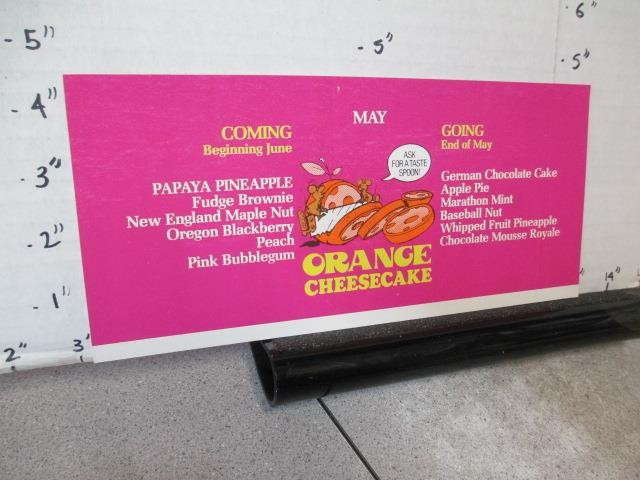 6"
5"
5"
5"
4"
3"
2"
1"
2"
3"
14"
MAY
COMING
Beginning June
PAPAYA PINEAPPLE
Fudge Brownie
New England Maple Nut
Oregon Blackberry
Peach
Pink Bubblegum
ASK
FOR A TASTE
SPOON!
ORANGE
CHEESECAKE
GOING
End of May
German Chocolate Cake
Apple Pie
Marathon Mint
Baseball Nut
Whipped Fruit Pineapple
Chocolate Mousse Royale